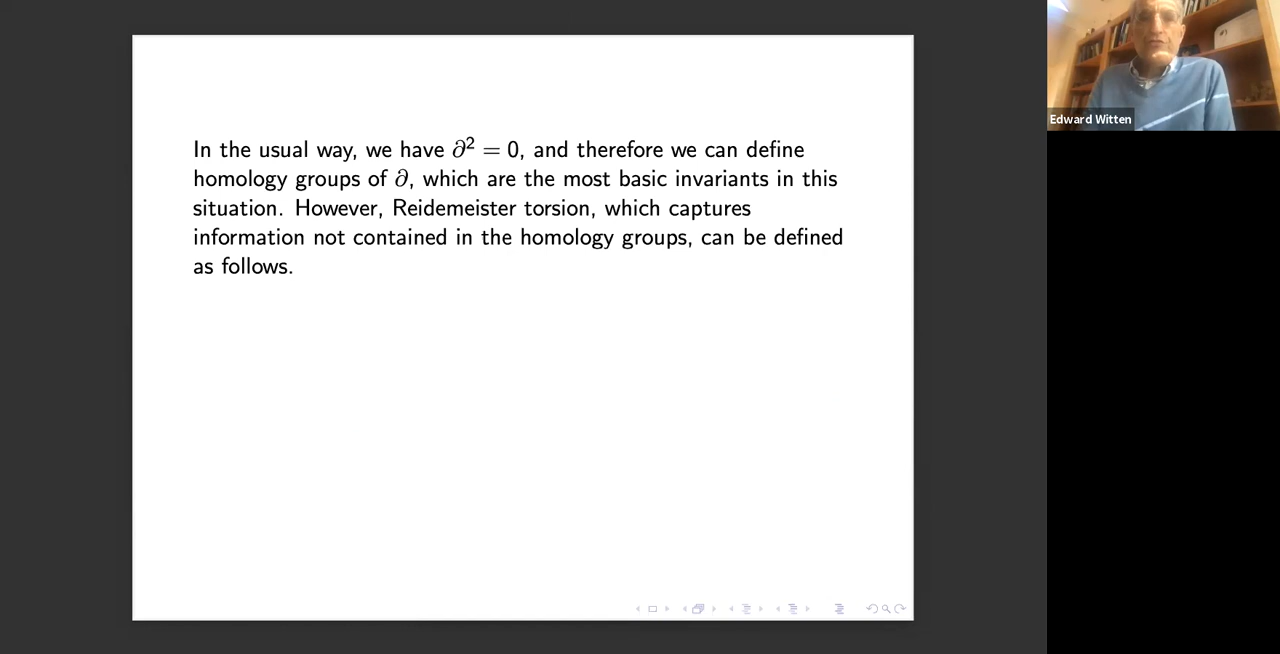 In the usual way, we have ∂² = 0, and therefore we can define
homology groups of ∂, which are the most basic invariants in this
situation. However, Reidemeister torsion, which captures
information not contained in the homology groups, can be defined
as follows.
Edward Witten